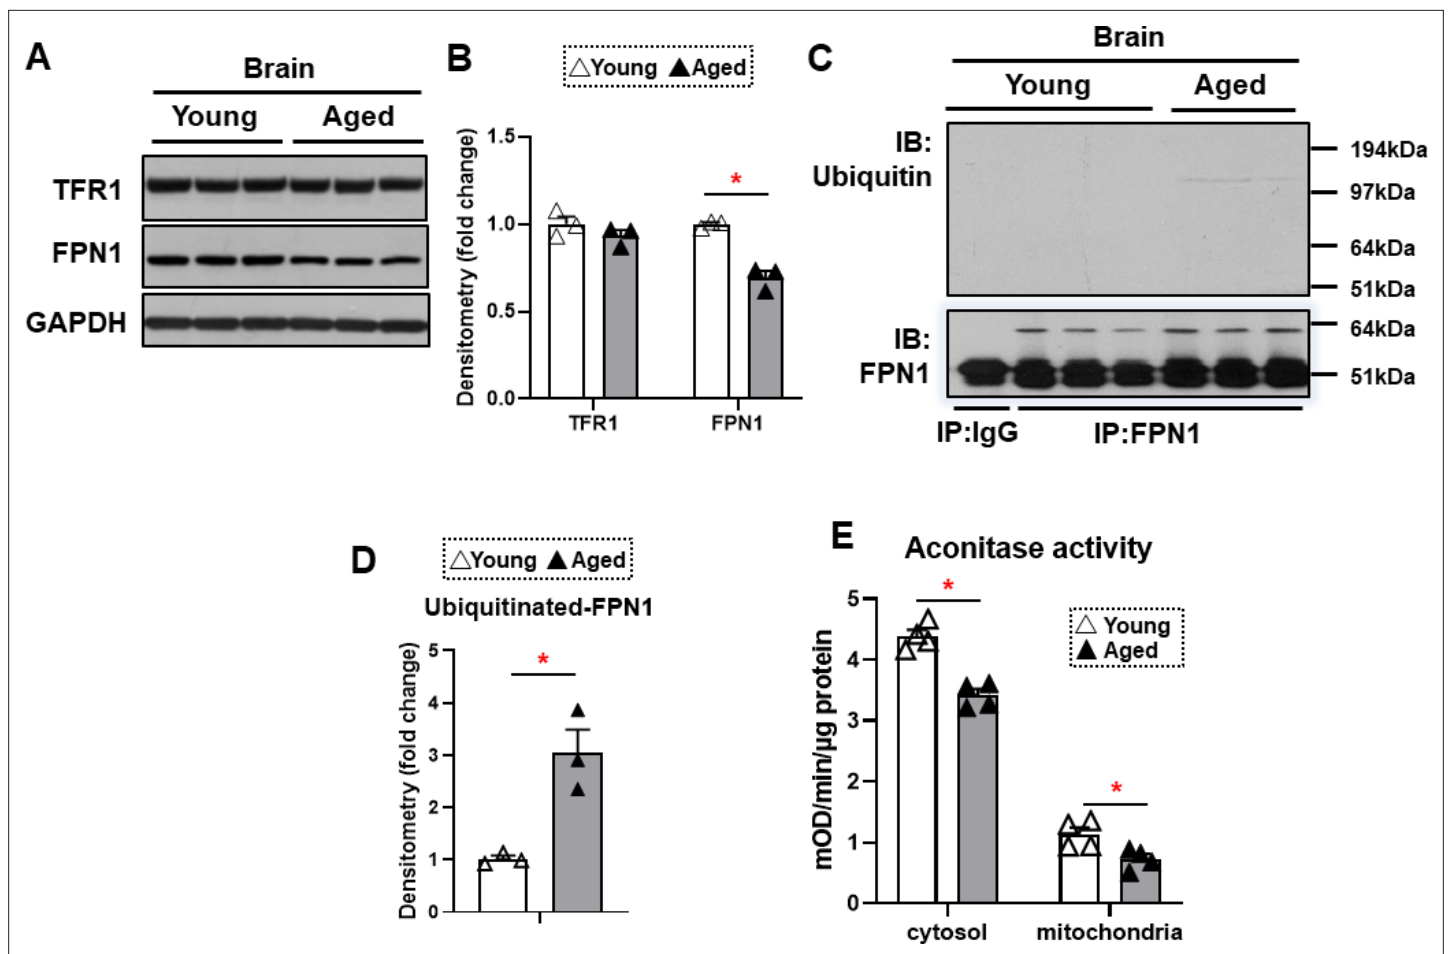 A
Brain
Young Aged
TFR1
FPN1
GAPDH
B
△Young ▲Aged
Densitometry (fold change)
1.5
1.0
0.5
0.0
*
TFR1 FPN1
C
Brain
Young Aged
IB:
Ubiquitin
194kDa
97kDa
64kDa
51kDa
IB:
FPN1
64kDa
51kDa
IP:IgG IP:FPN1
D
△Young ▲Aged
Ubiquitinated-FPN1
Densitometry (fold change)
5
4
3
2
1
0
*
E
Aconitase activity
mOD/min/μg protein
5
4
3
2
1
0
*
*
△ Young
▲ Aged
cytosol mitochondria